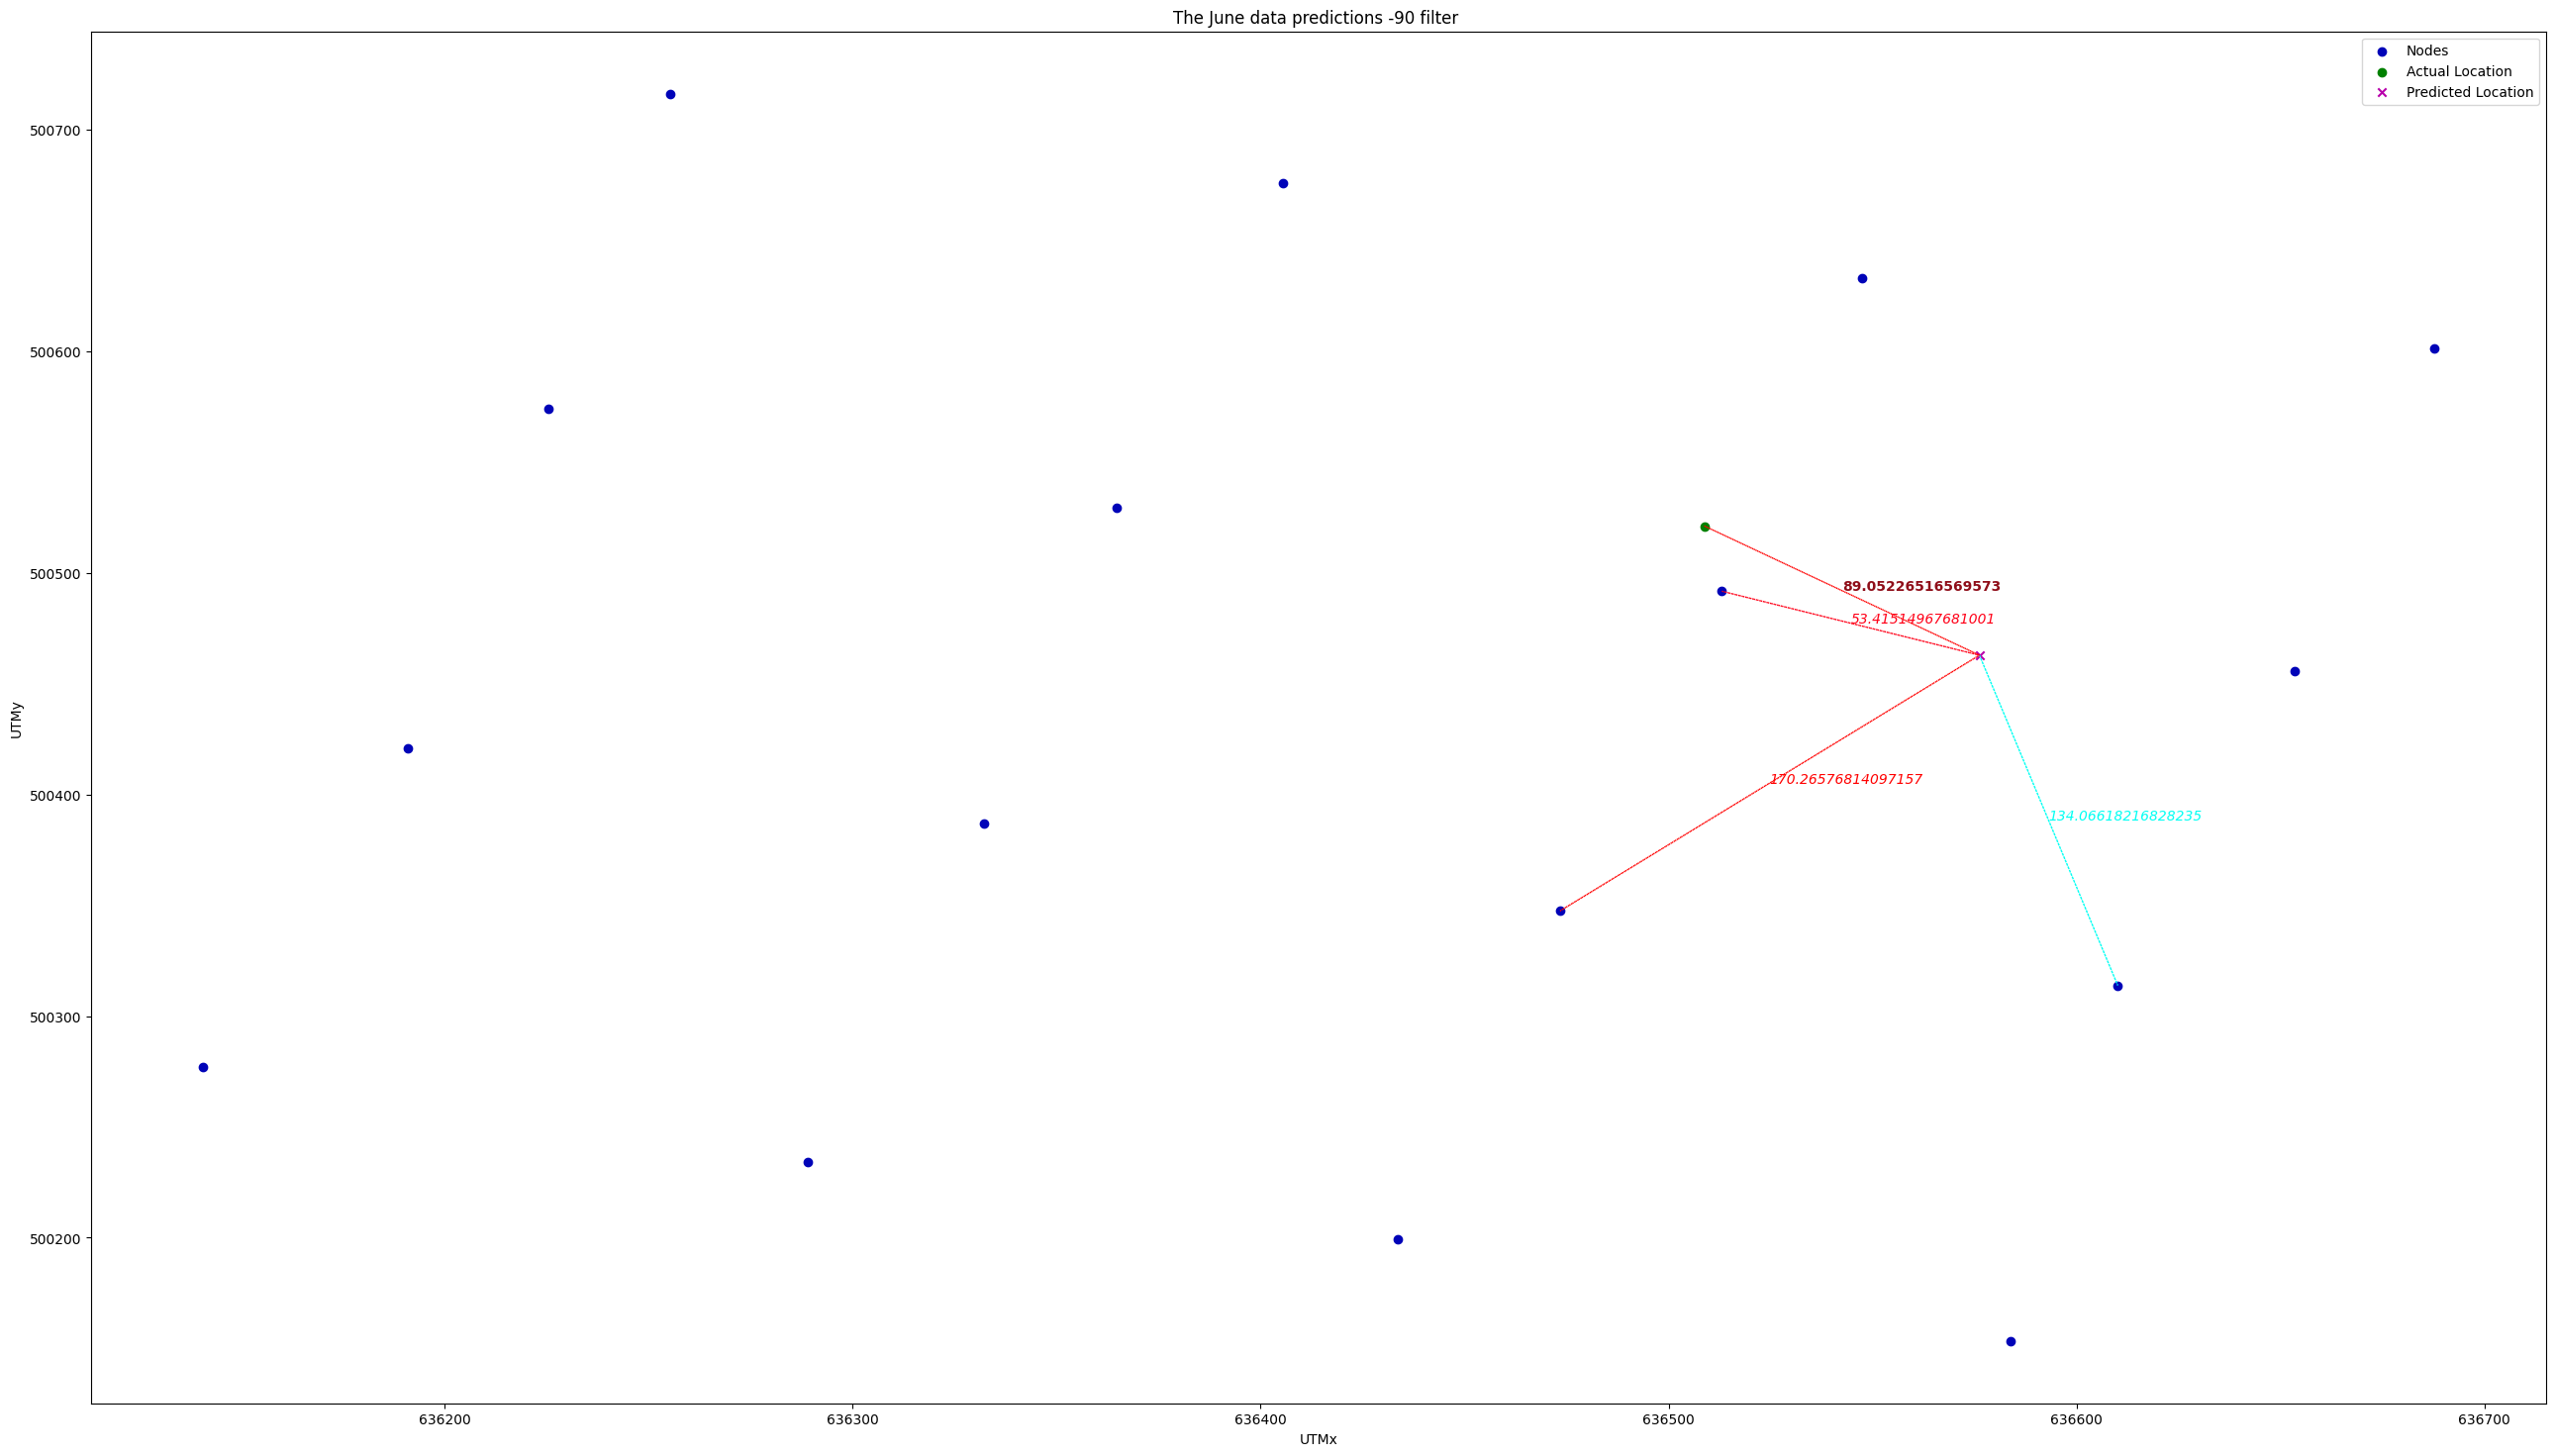 The June data predictions -90 filter
Nodes
Actual Location
Predicted Location
500700
500600
500500
500400
500300
500200
UTMy
89.05226516569573
53.41514967681001
170.26576814097157
134.06618216828235
636200
636300
636400
636500
636600
636700
UTMx